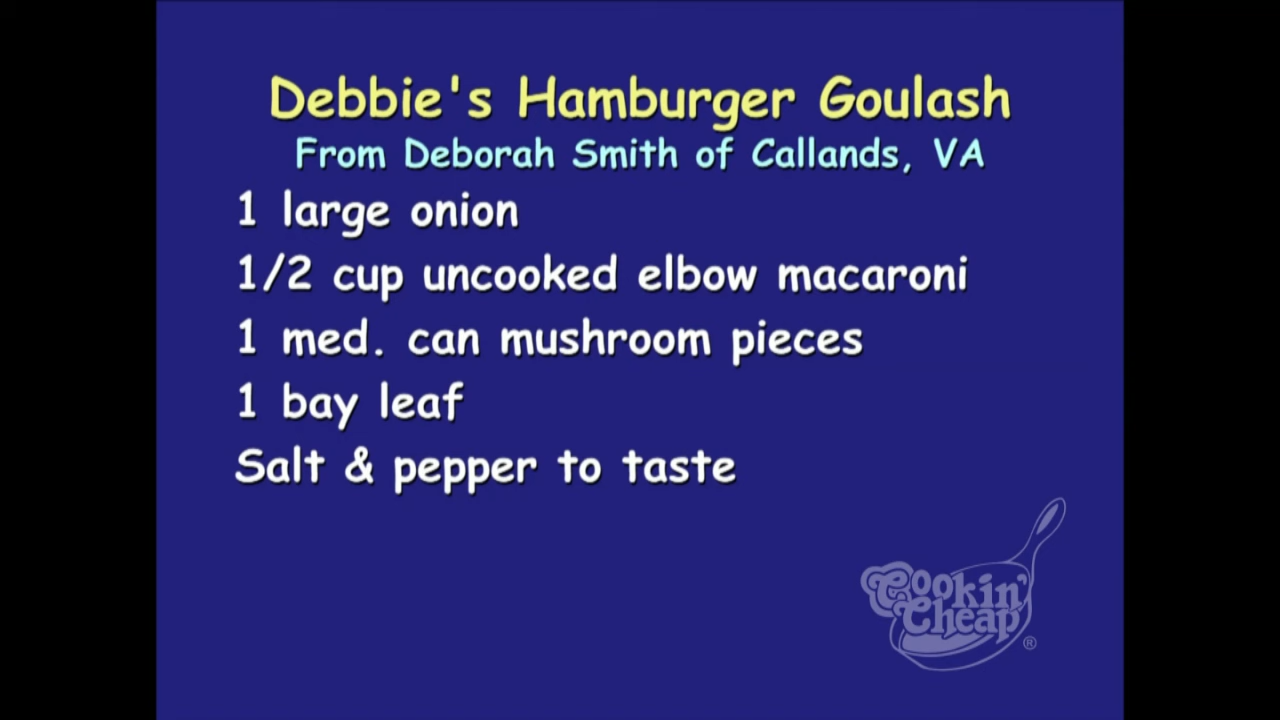 Debbie's Hamburger Goulash
From Deborah Smith of Callands, VA
1 large onion
1/2 cup uncooked elbow macaroni
1 med. can mushroom pieces
1 bay leaf
Salt & pepper to taste
Cookin'
Cheap
®